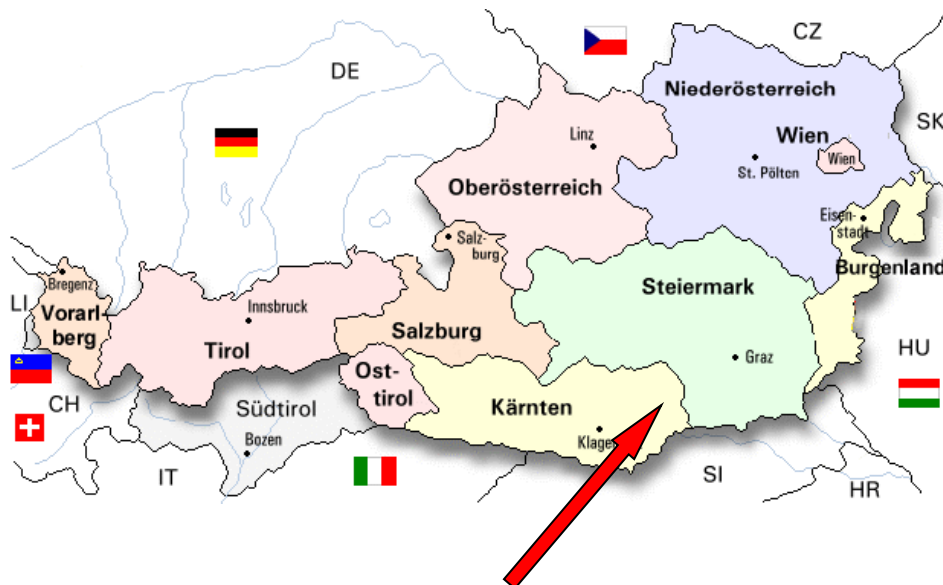 CZ
DE
Niederösterreich
SK
Linz
Wien
Wien
St. Pölten
Oberösterreich
Eisen-
stadt
Salz-
burg
Burgenland
Bregenz
Steiermark
LI
Innsbruck
Vorarl-
berg
Salzburg
Tirol
Graz
HU
Ost-
tirol
CH
Südtirol
Kärnten
Bozen
Klagen
IT
SI
HR